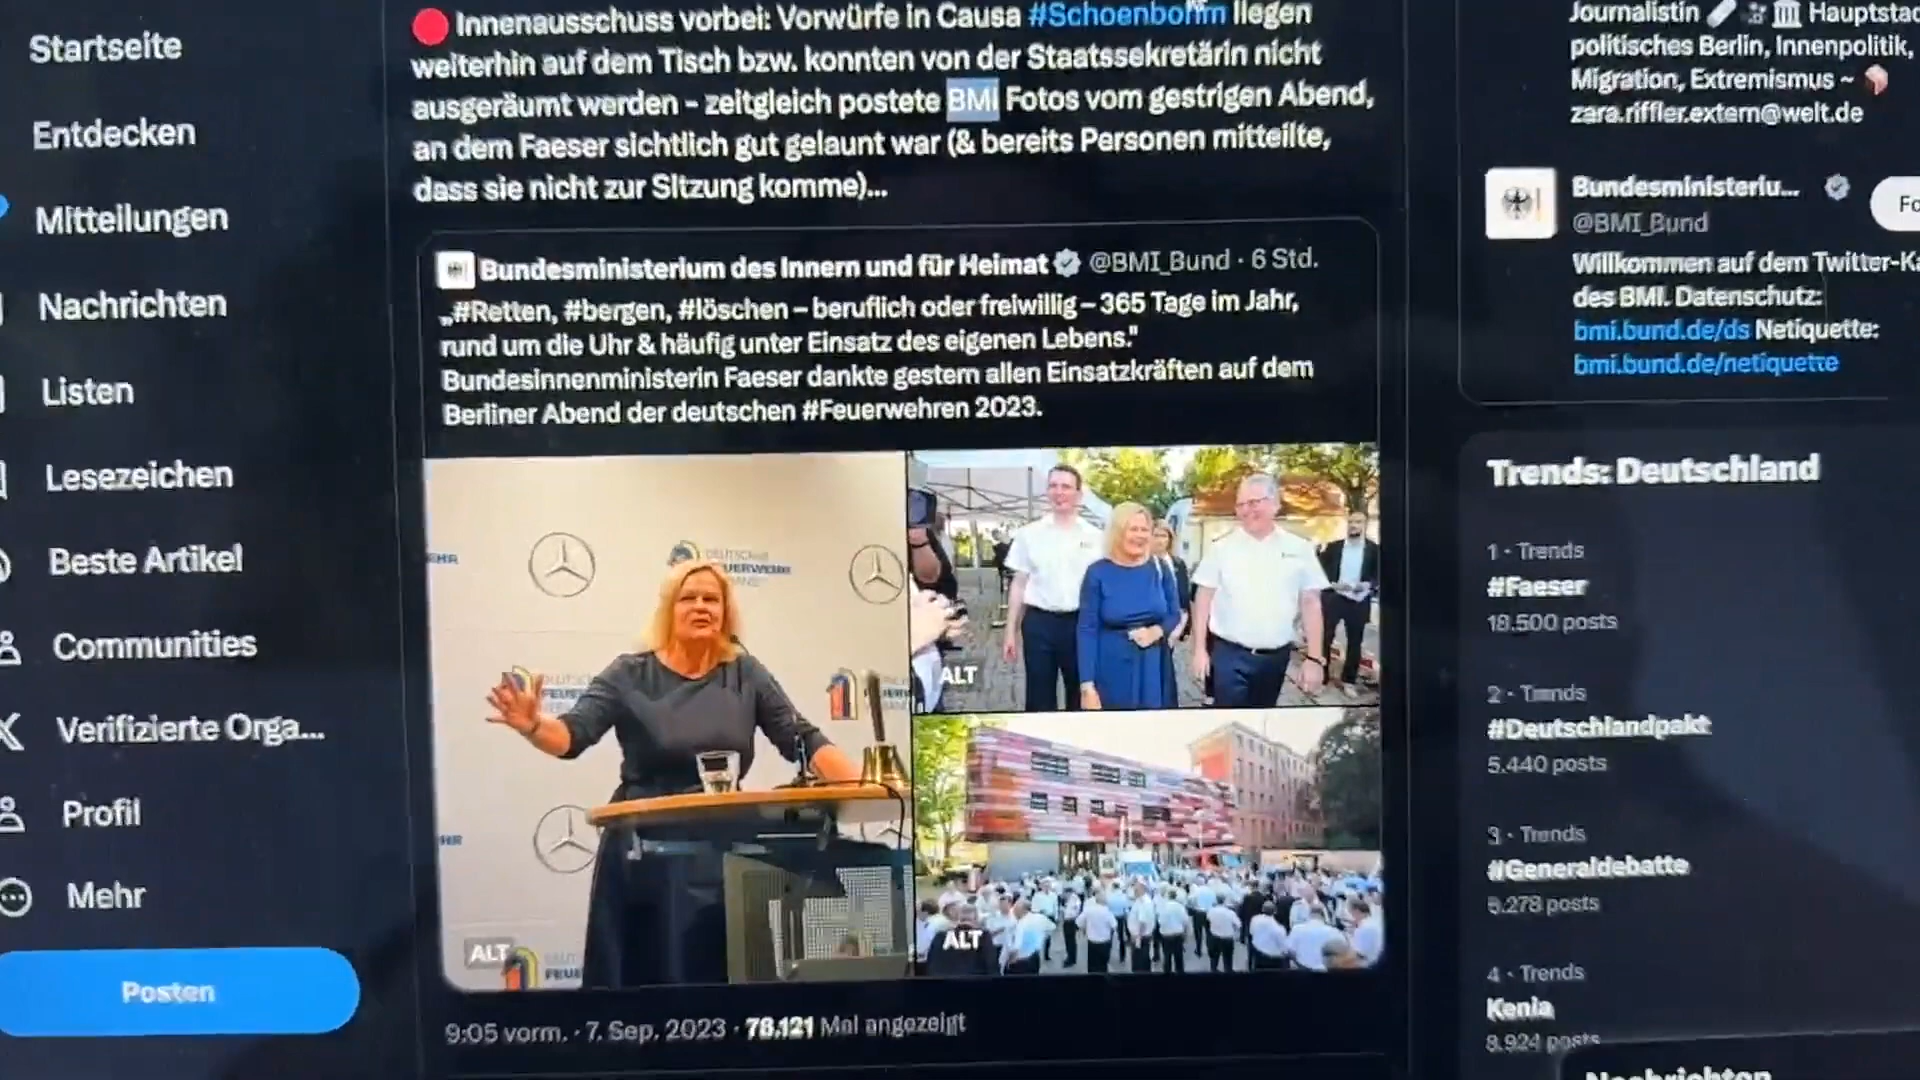 Startseite
Entdecken
Mitteilungen
Nachrichten
Listen
Lesezeichen
Beste Artikel
Communities
Verifizierte Orga...
Profil
Mehr
Posten
Innenausschuss vorbei: Vorwürfe in Causa #Schoenbohm liegen
weiterhin auf dem Tisch bzw. konnten von der Staatssekretärin nicht
ausgeräumt werden - zeitgleich postete BMI Fotos vom gestrigen Abend,
an dem Faeser sichtlich gut gelaunt war (& bereits Personen mitteilte,
dass sie nicht zur Sitzung komme)...
Bundesministerium des Innern und für Heimat @BMI_Bund · 6 Std.
„#Retten, #bergen, #löschen – beruflich oder freiwillig – 365 Tage im Jahr,
rund um die Uhr & häufig unter Einsatz des eigenen Lebens."
Bundesinnenministerin Faeser dankte gestern allen Einsatzkräften auf dem
Berliner Abend der deutschen #Feuerwehren 2023.
DEUTSCHER
FEUERWEHR
ALT
ALT
ALT
9:05 vorm. · 7. Sep. 2023 · 78.121 Mal angezeigt
Journalistin Hauptstad
politisches Berlin, Innenpolitik,
Migration, Extremismus ~
zara.riffler.extern@welt.de
Bundesministeriu...
@BMI_Bund
Fo
Willkommen auf dem Twitter-Ka
des BMI. Datenschutz:
bmi.bund.de/ds Netiquette:
bmi.bund.de/netiquette
Trends: Deutschland
1 · Trends
#Faeser
18.500 posts
2 · Trends
#Deutschlandpakt
5.440 posts
3 · Trends
#Generaldebatte
5.278 posts
4 · Trends
Kenia
8.924 posts
Nachrichten